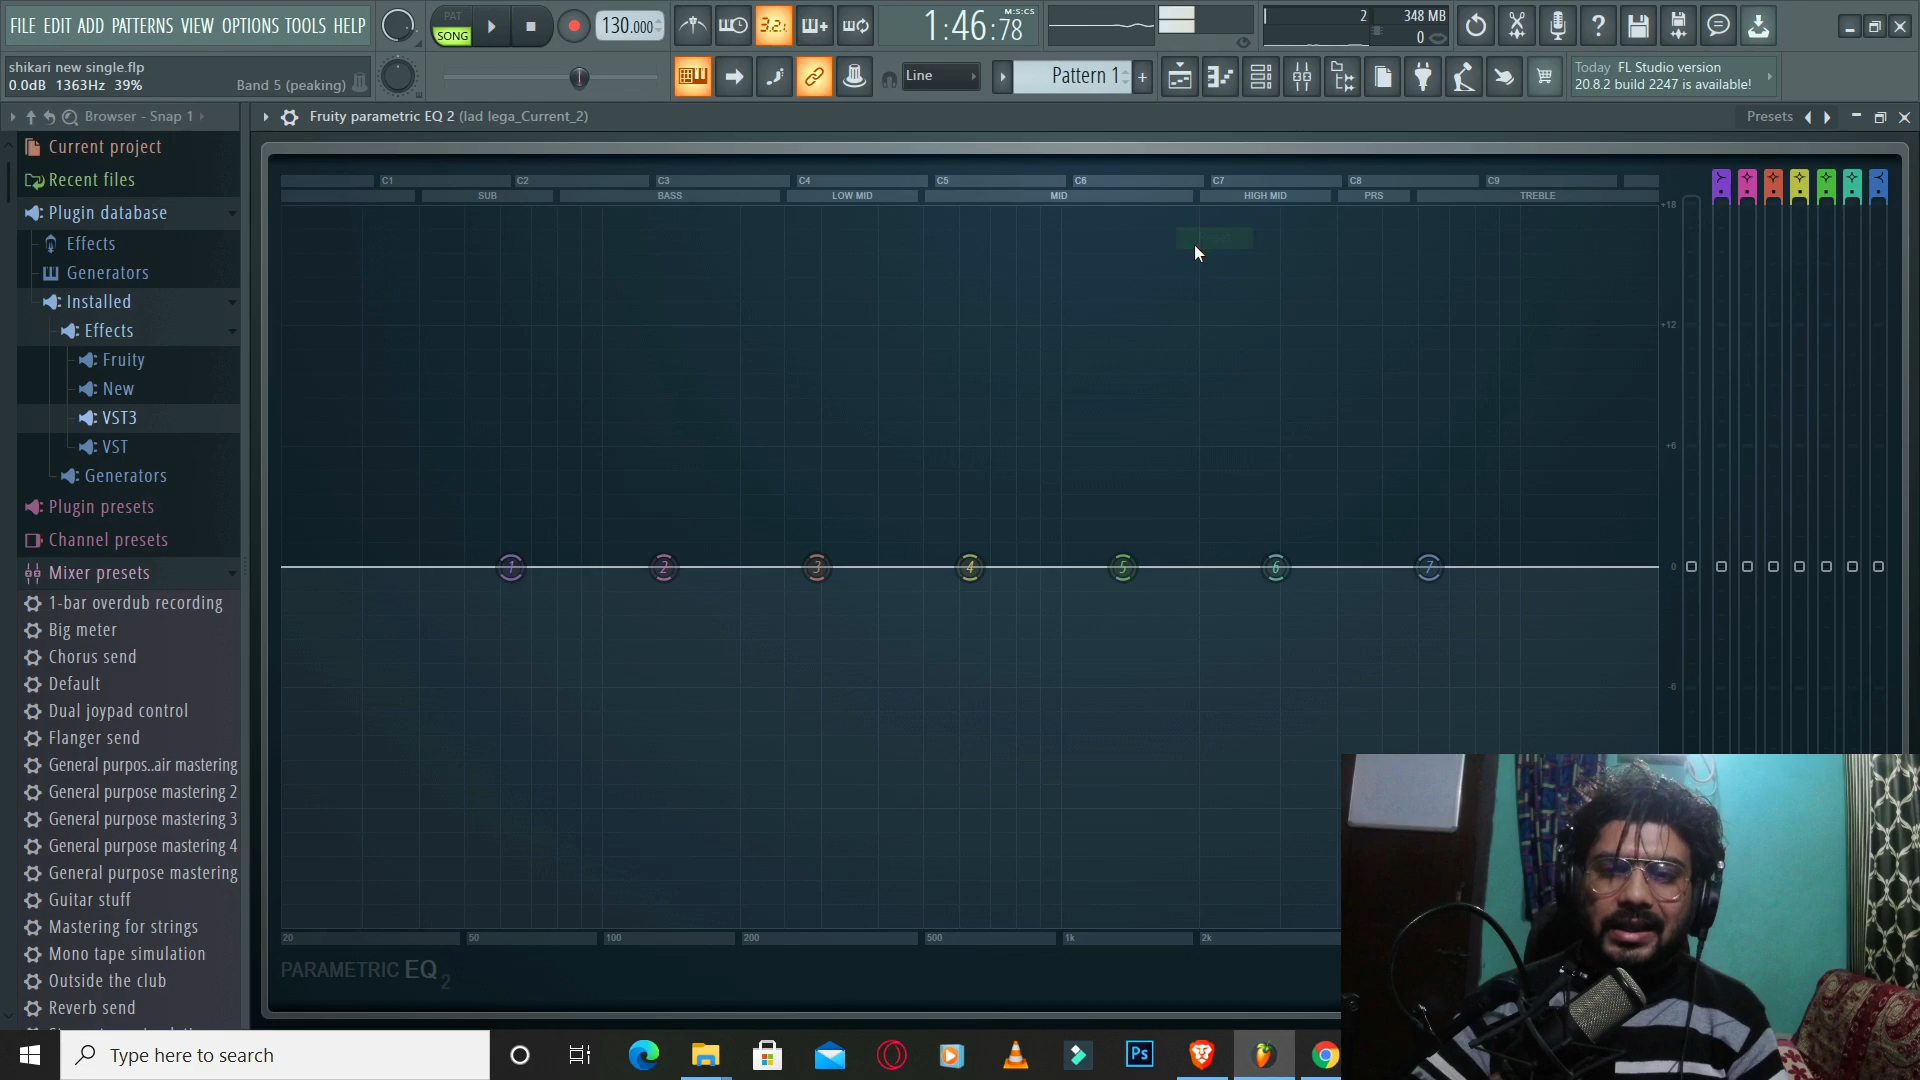 FILE EDIT ADD PATTERNS VIEW OPTIONS TOOLS HELP
PAT
SONG
130.000
3.2.
1:46:78
M:S:CS
2
348 MB
0
shikari new single.flp
0.0dB 1363Hz 39%
Band 5 (peaking)
Line
Pattern 1
+
Today FL Studio version
20.8.2 build 2247 is available!
Browser - Snap 1
Fruity parametric EQ 2 (lad lega_Current_2)
Presets
Current project
Recent files
Plugin database
Effects
Generators
Installed
Effects
Fruity
New
VST3
VST
Generators
Plugin presets
Channel presets
Mixer presets
1-bar overdub recording
Big meter
Chorus send
Default
Dual joypad control
Flanger send
General purpos..air mastering
General purpose mastering 2
General purpose mastering 3
General purpose mastering 4
General purpose mastering
Guitar stuff
Mastering for strings
Mono tape simulation
Outside the club
Reverb send
C1 C2 C3 C4 C5 C6 C7 C8 C9
SUB BASS LOW MID MID HIGH MID PRS TREBLE
+18
+12
+6
0
-6
1 2 3 4 5 6 7
20 50 100 200 500 1k 2k
PARAMETRIC EQ 2
Type here to search
Ps